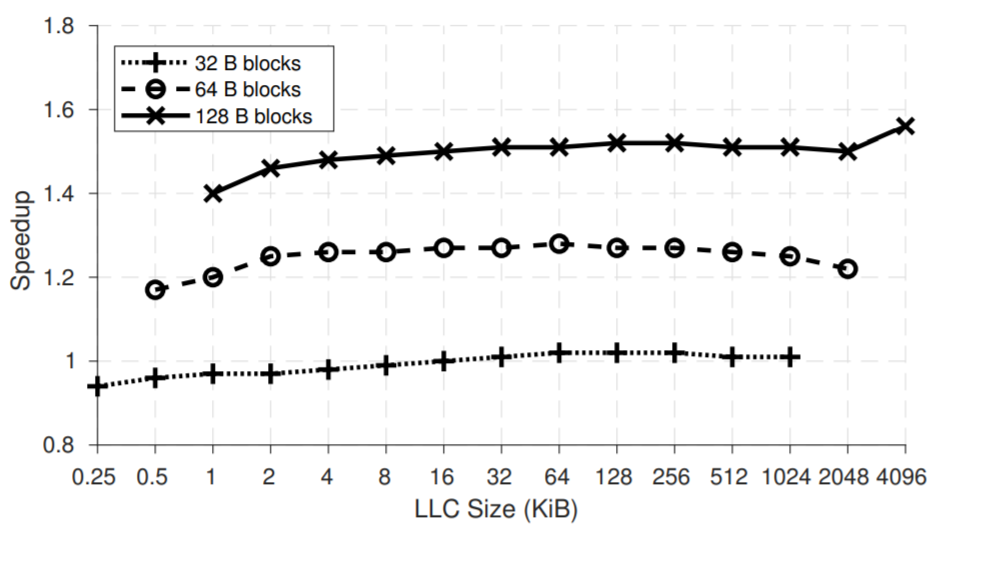 1.8
32 B blocks
64 B blocks
128 B blocks
1.6
1.4
1.2
1
0.8
Speedup
0.25 0.5 1 2 4 8 16 32 64 128 256 512 1024 2048 4096
LLC Size (KiB)